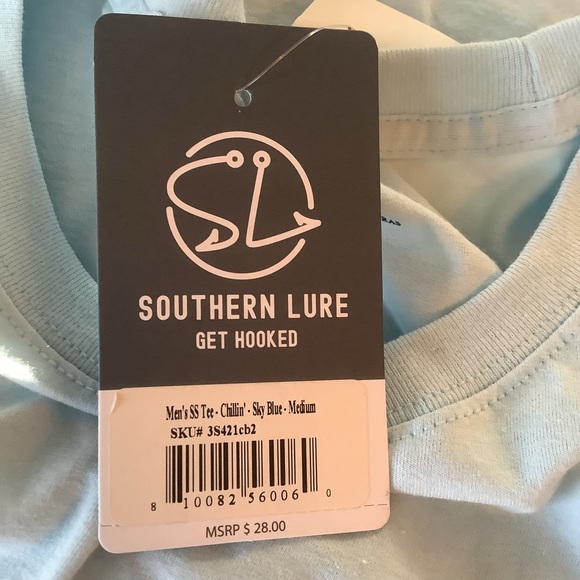 SL
SOUTHERN LURE
GET HOOKED
Men's SS Tee - Chillin' - Sky Blue - Medium
SKU# 3S421cb2
8 10082 56006 0
MSRP $ 28.00